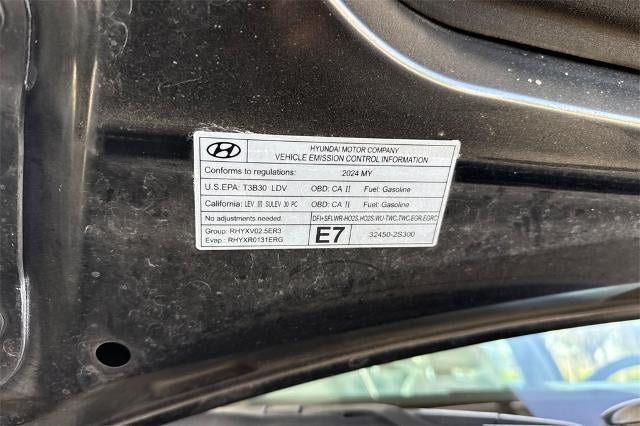 HYUNDAI MOTOR COMPANY
VEHICLE EMISSION CONTROL INFORMATION
Conforms to regulations: 2024 MY
U.S.EPA: T3B30 LDV OBD: CA II Fuel: Gasoline
California: LEV III SULEV 30 PC OBD: CA II Fuel: Gasoline
No adjustments needed. DFI+SFI,WR-HO2S,HO2S,WU-TWC,TWC,EGR,EGRC
Group: RHYXV02.5ER3
Evap.: RHYXR0131ERG
E7 32450-2S300